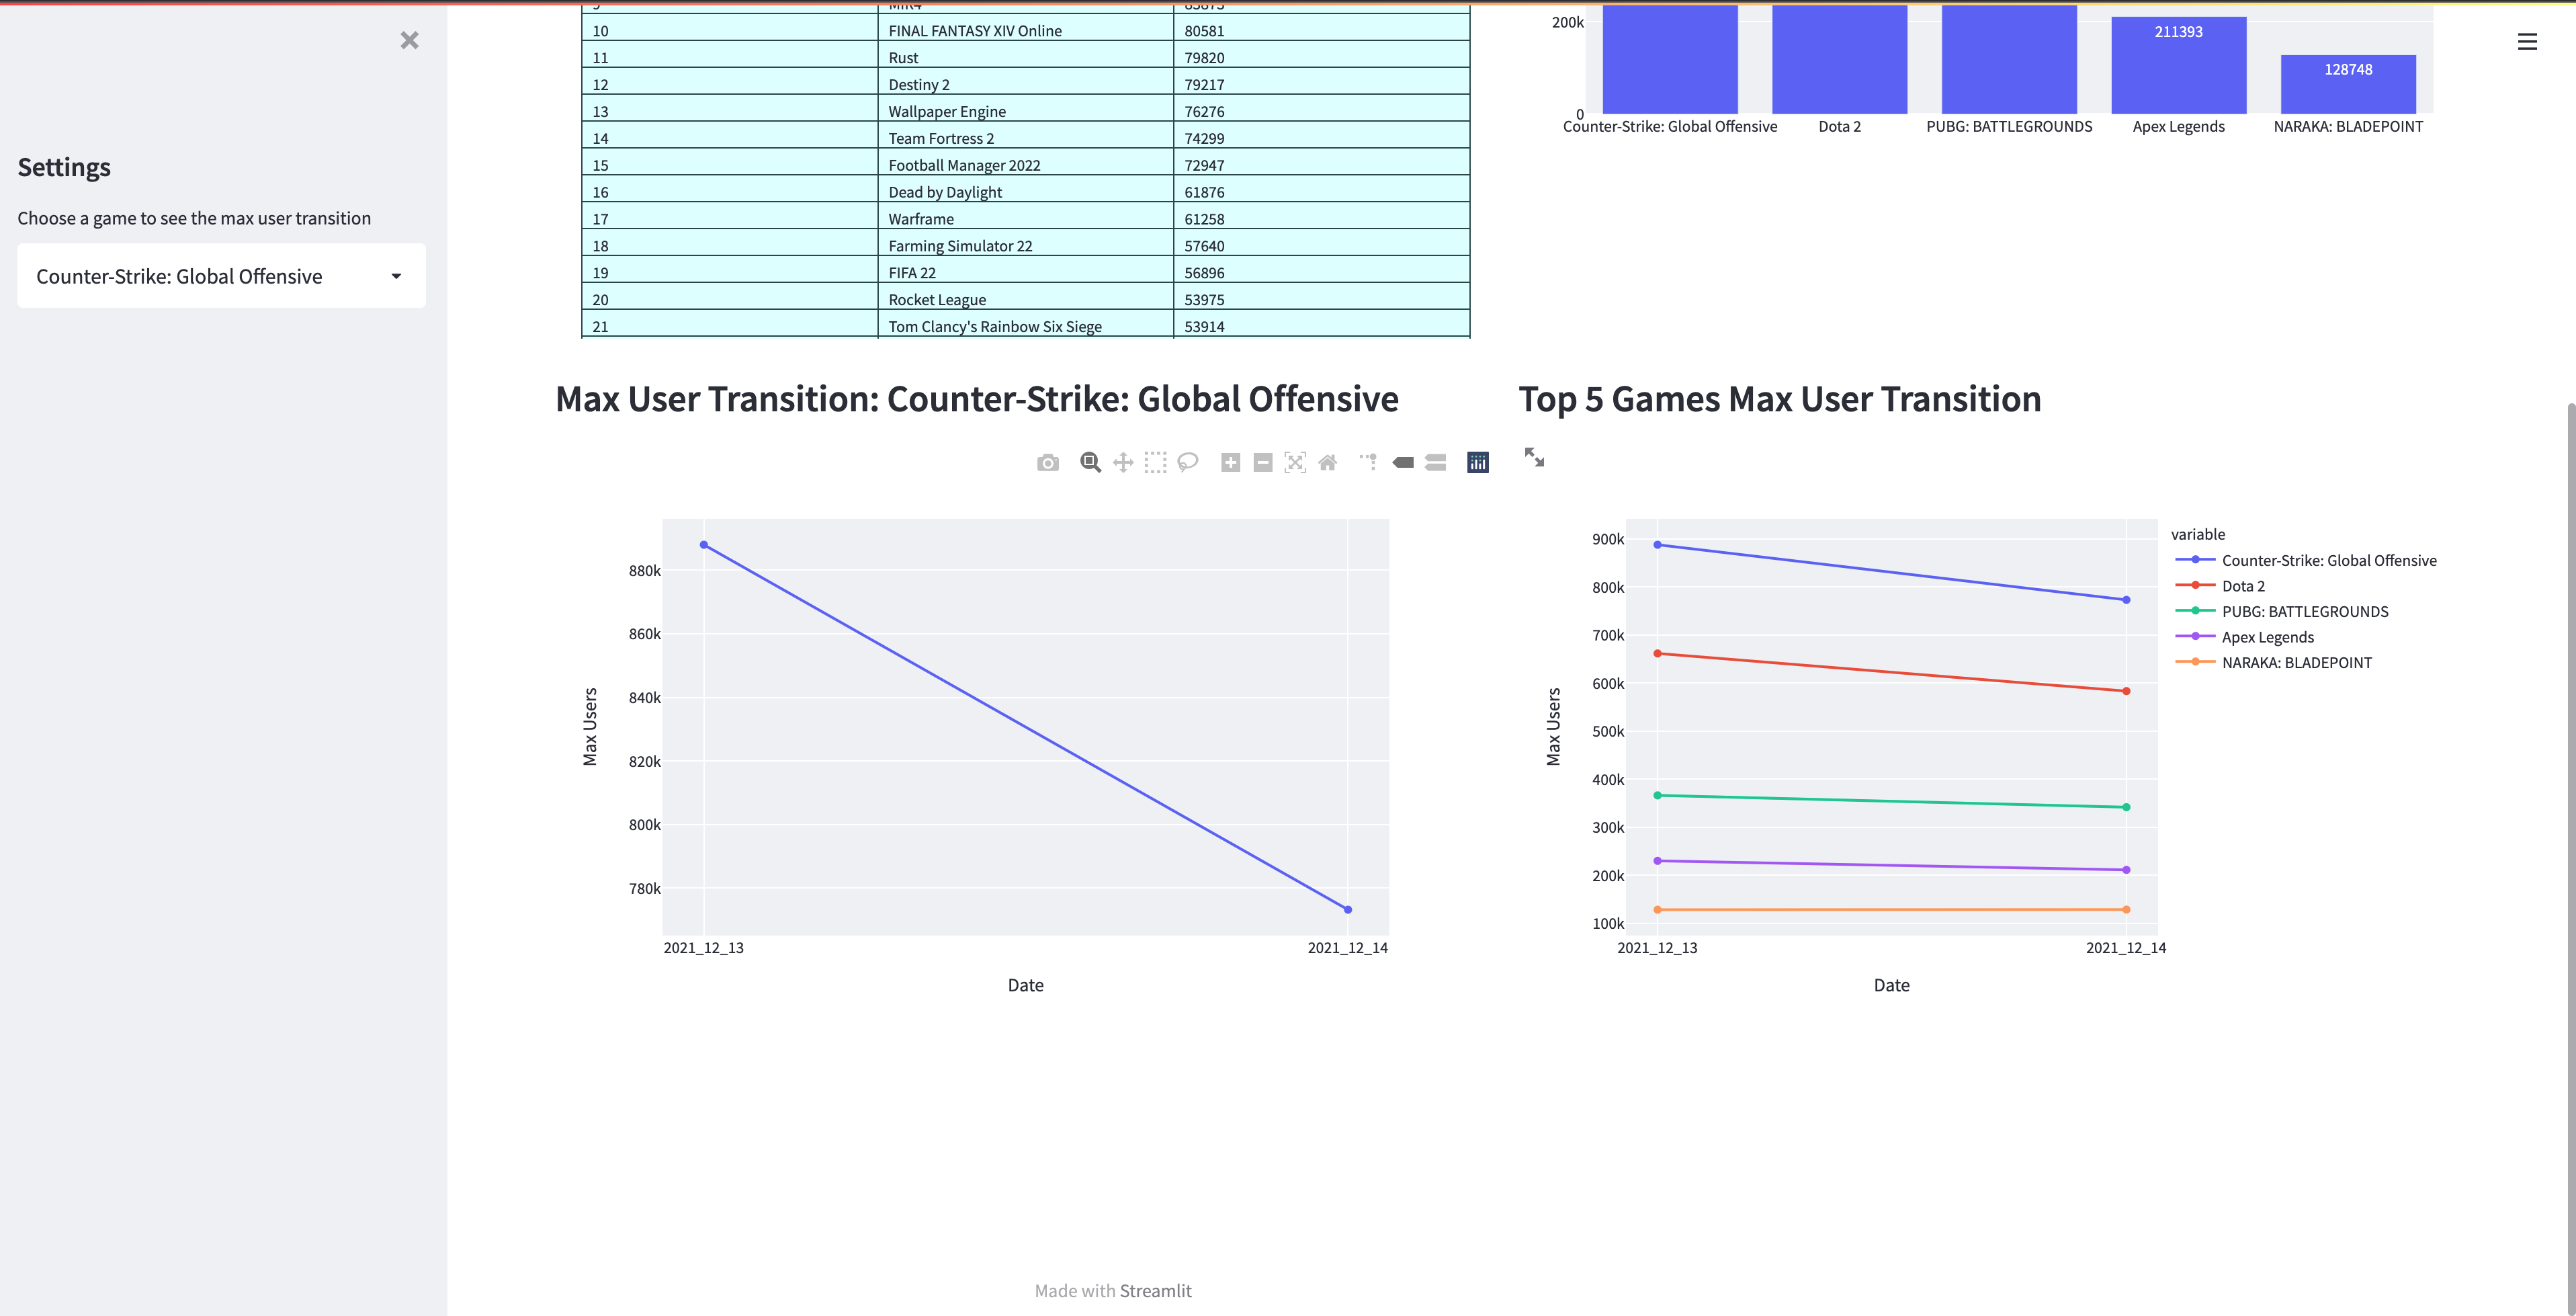 Settings
Choose a game to see the max user transition
Counter-Strike: Global Offensive
9 MIR4 83873
10 FINAL FANTASY XIV Online 80581
11 Rust 79820
12 Destiny 2 79217
13 Wallpaper Engine 76276
14 Team Fortress 2 74299
15 Football Manager 2022 72947
16 Dead by Daylight 61876
17 Warframe 61258
18 Farming Simulator 22 57640
19 FIFA 22 56896
20 Rocket League 53975
21 Tom Clancy's Rainbow Six Siege 53914
200k
211393
128748
0
Counter-Strike: Global Offensive Dota 2 PUBG: BATTLEGROUNDS Apex Legends NARAKA: BLADEPOINT
Max User Transition: Counter-Strike: Global Offensive
880k
860k
840k
820k
800k
780k
Max Users
2021_12_13 2021_12_14
Date
Top 5 Games Max User Transition
900k
800k
700k
600k
500k
400k
300k
200k
100k
Max Users
2021_12_13 2021_12_14
Date
variable
Counter-Strike: Global Offensive
Dota 2
PUBG: BATTLEGROUNDS
Apex Legends
NARAKA: BLADEPOINT
Made with Streamlit